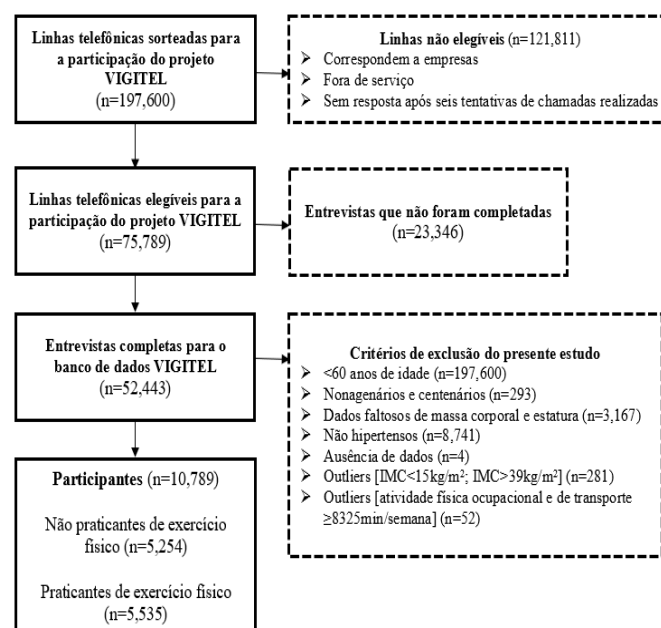 Linhas telefônicas sorteadas para
a participação do projeto
VIGITEL
(n=197,600)
Linhas não elegíveis (n=121,811)
➢ Correspondem a empresas
➢ Fora de serviço
➢ Sem resposta após seis tentativas de chamadas realizadas
Linhas telefônicas elegíveis para a
participação do projeto VIGITEL
(n=75,789)
Entrevistas que não foram completadas
(n=23,346)
Entrevistas completas para o
banco de dados VIGITEL
(n=52,443)
Critérios de exclusão do presente estudo
➢ <60 anos de idade (n=197,600)
➢ Nonagenários e centenários (n=293)
➢ Dados faltosos de massa corporal e estatura (n=3,167)
➢ Não hipertensos (n=8,741)
➢ Ausência de dados (n=4)
➢ Outliers [IMC<15kg/m²; IMC>39kg/m²] (n=281)
➢ Outliers [atividade física ocupacional e de transporte
≥8325min/semana] (n=52)
Participantes (n=10,789)
Não praticantes de exercício
físico (n=5,254)
Praticantes de exercício físico
(n=5,535)